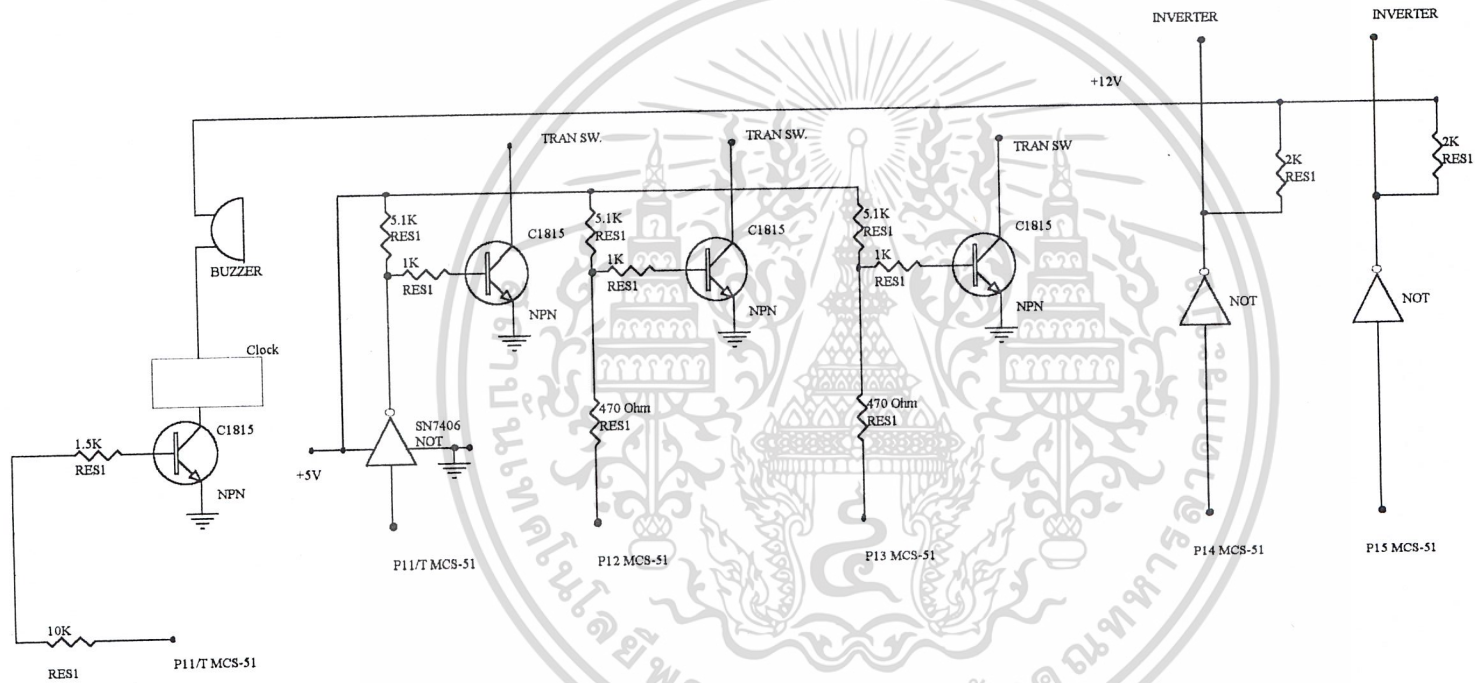 INVERTER
INVERTER
+12V
TRAN SW.
TRAN SW.
TRAN SW
2K
RES1
2K
RES1
5.1K
RES1
C1815
1K
RES1
NPN
5.1K
RES1
C1815
1K
RES1
NPN
5.1K
RES1
C1815
1K
RES1
NPN
BUZZER
NOT
NOT
Clock
C1815
1.5K
RES1
NPN
+5V
SN7406
NOT
470 Ohm
RES1
470 Ohm
RES1
P11/T MCS-51
P12 MCS-51
P13 MCS-51
P14 MCS-51
P15 MCS-51
10K
RES1
P11/T MCS-51